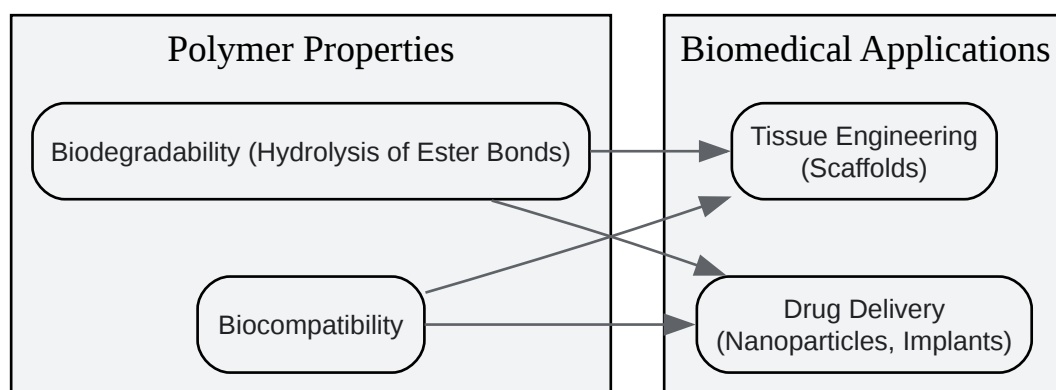 Polymer Properties
Biodegradability (Hydrolysis of Ester Bonds)
Biocompatibility
Biomedical Applications
Tissue Engineering
(Scaffolds)
Drug Delivery
(Nanoparticles, Implants)